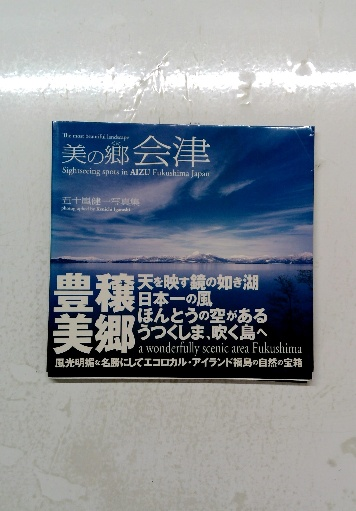 The most beautiful landscape
美の郷 会津
Sightseeing spots in AIZU Fukushima Japan
五十嵐健一写真集
photographed by Kenichi Igarashi
豊穣
美郷
天を映す鏡の如き湖
日本一の風
ほんとうの空がある
うつくしま、吹く島へ
a wonderfully scenic area Fukushima
風光明媚な名勝にしてエコロカル・アイランド福島の自然の宝箱